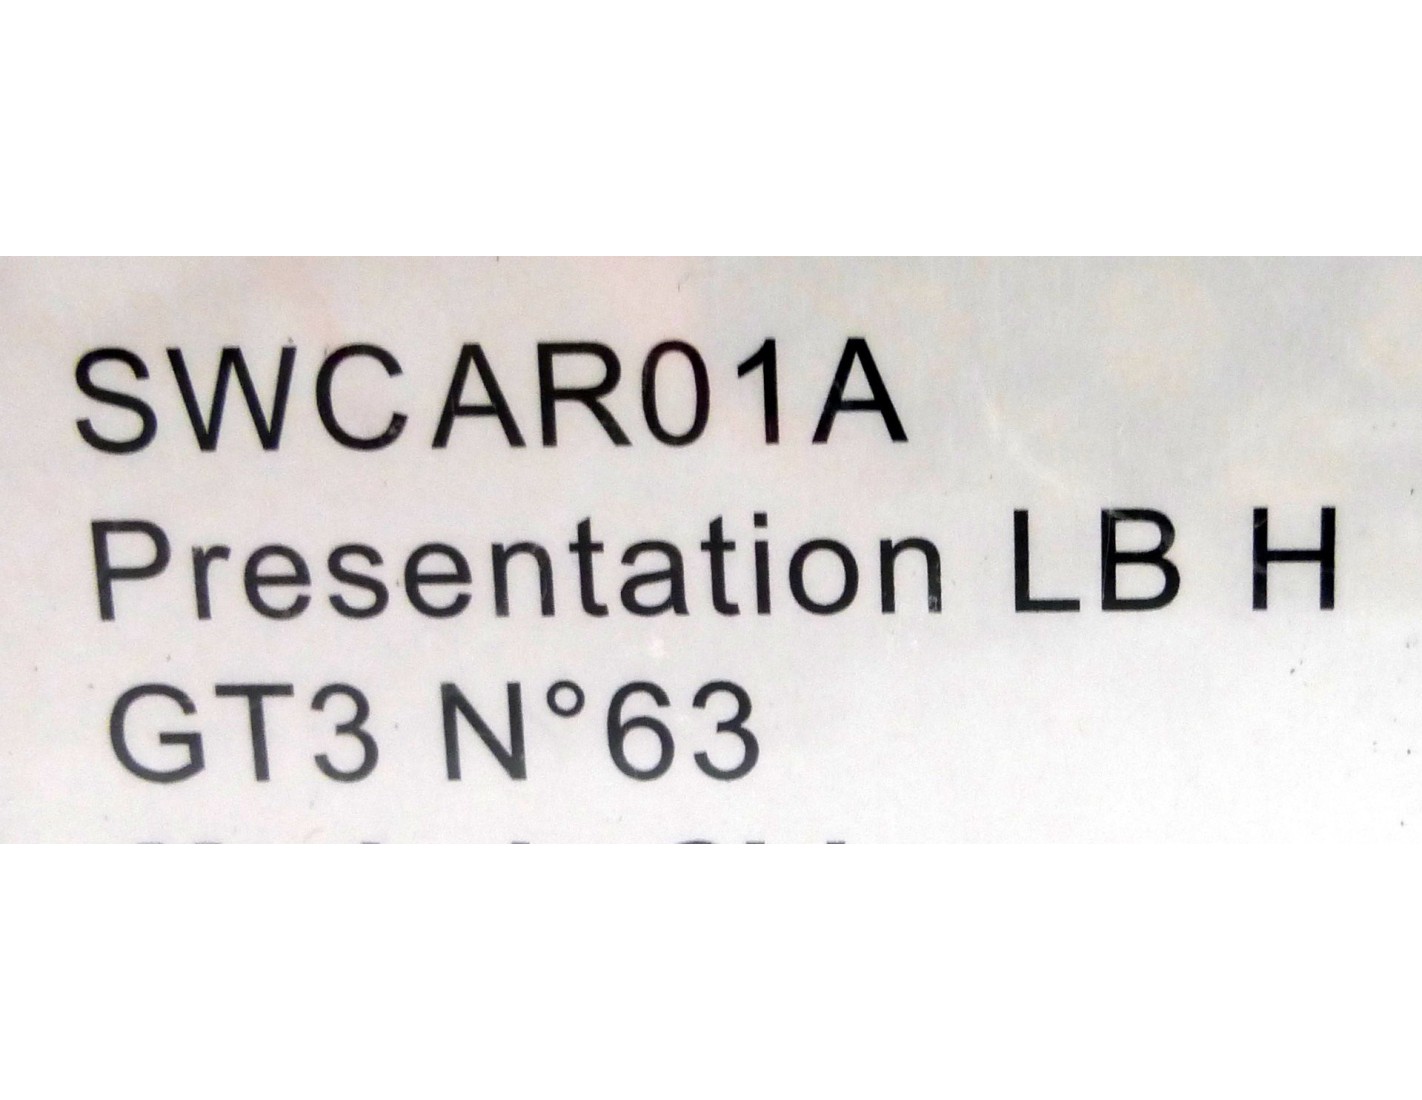 SWCAR01A
Presentation LB H
GT3 N°63